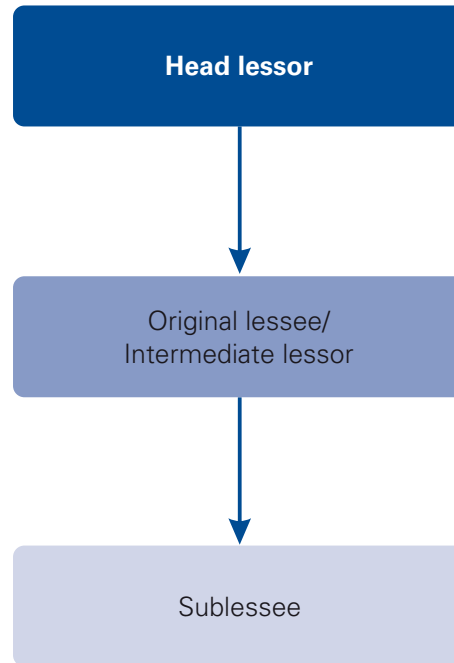 Head lessor
Original lessee/
Intermediate lessor
Sublessee